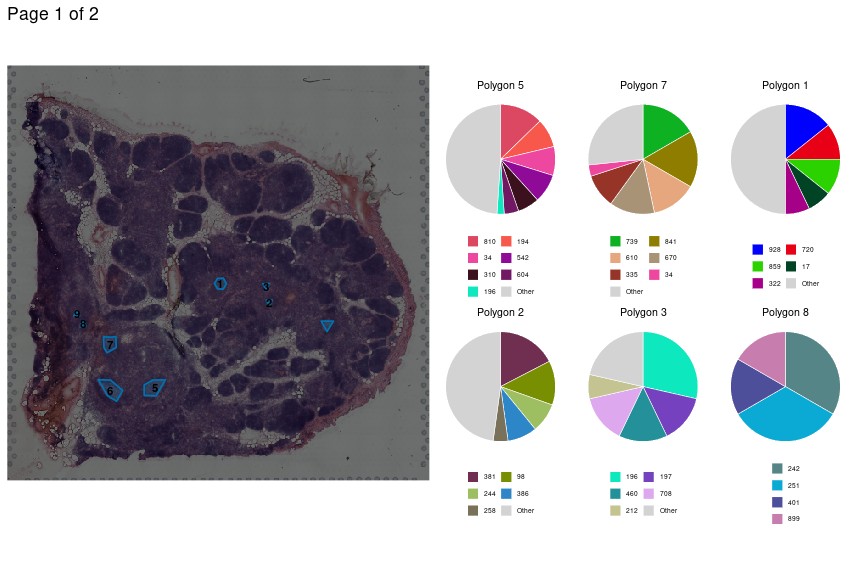 Page 1 of 2
Polygon 5
Polygon 7
Polygon 1
810 194
34 542
310 604
196 Other
739 841
610 670
335 34
Other
928 720
859 17
322 Other
Polygon 2
Polygon 3
Polygon 8
381 98
244 386
258 Other
196 197
460 708
212 Other
242
251
401
899
1
3
2
9
8
7
6
5